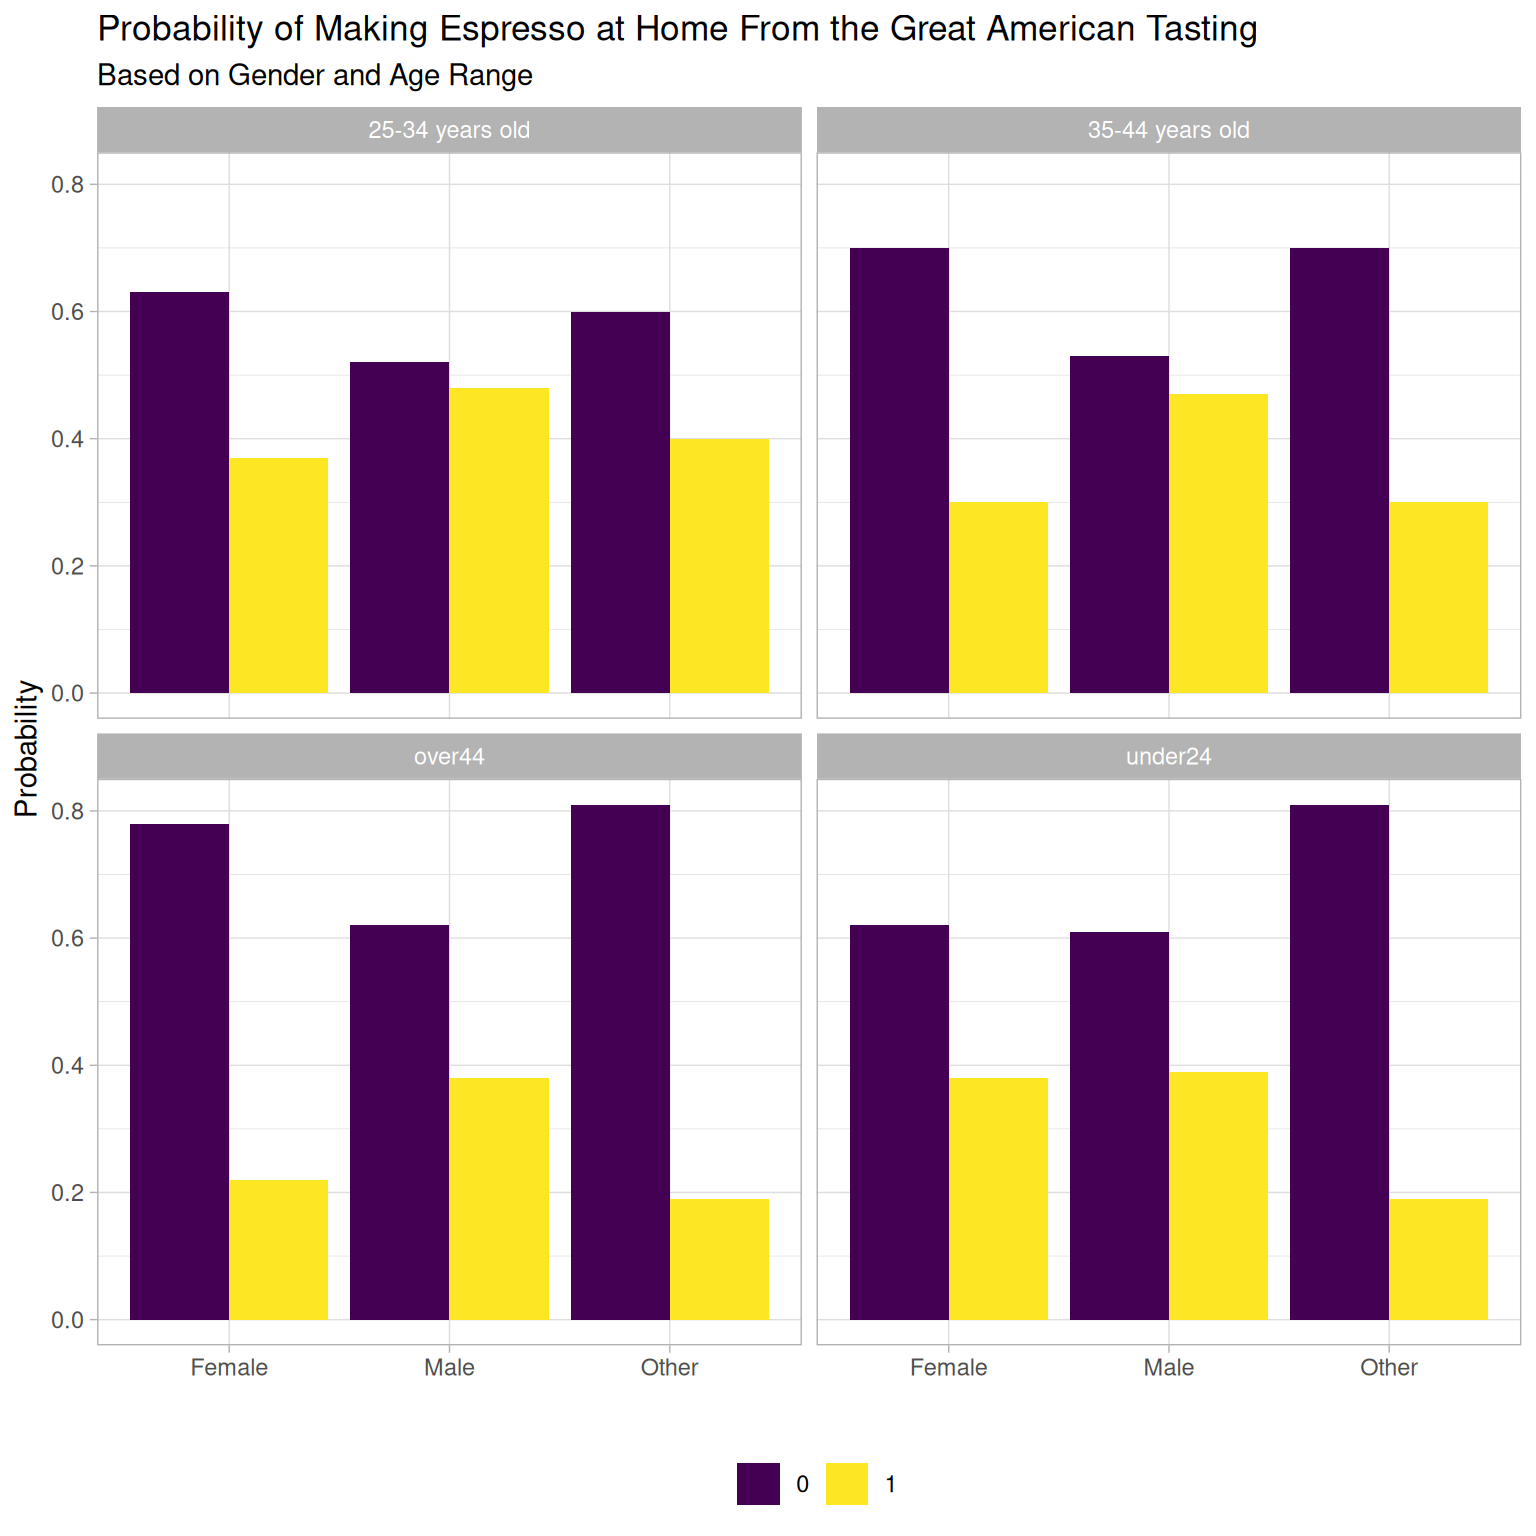 Probability of Making Espresso at Home From the Great American Tasting
Based on Gender and Age Range
25-34 years old
35-44 years old
0.8
0.6
0.4
0.2
0.0
Probability
over44
under24
0.8
0.6
0.4
0.2
0.0
Female Male Other Female Male Other
0 1